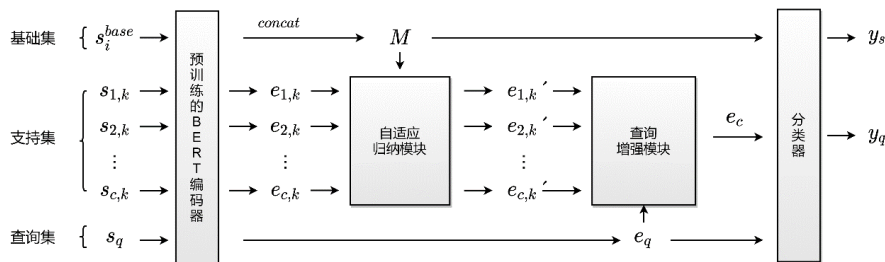 基础集 { s_i^{base} concat M y_s
支持集 {
s_{1,k} e_{1,k} e_{1,k}′
s_{2,k} e_{2,k} e_{2,k}′
⋮ ⋮ ⋮
s_{c,k} e_{c,k} e_{c,k}′
预训练的BERT编码器
自适应
归纳模块
查询
增强模块
e_c
分类器
y_q
查询集 { s_q e_q